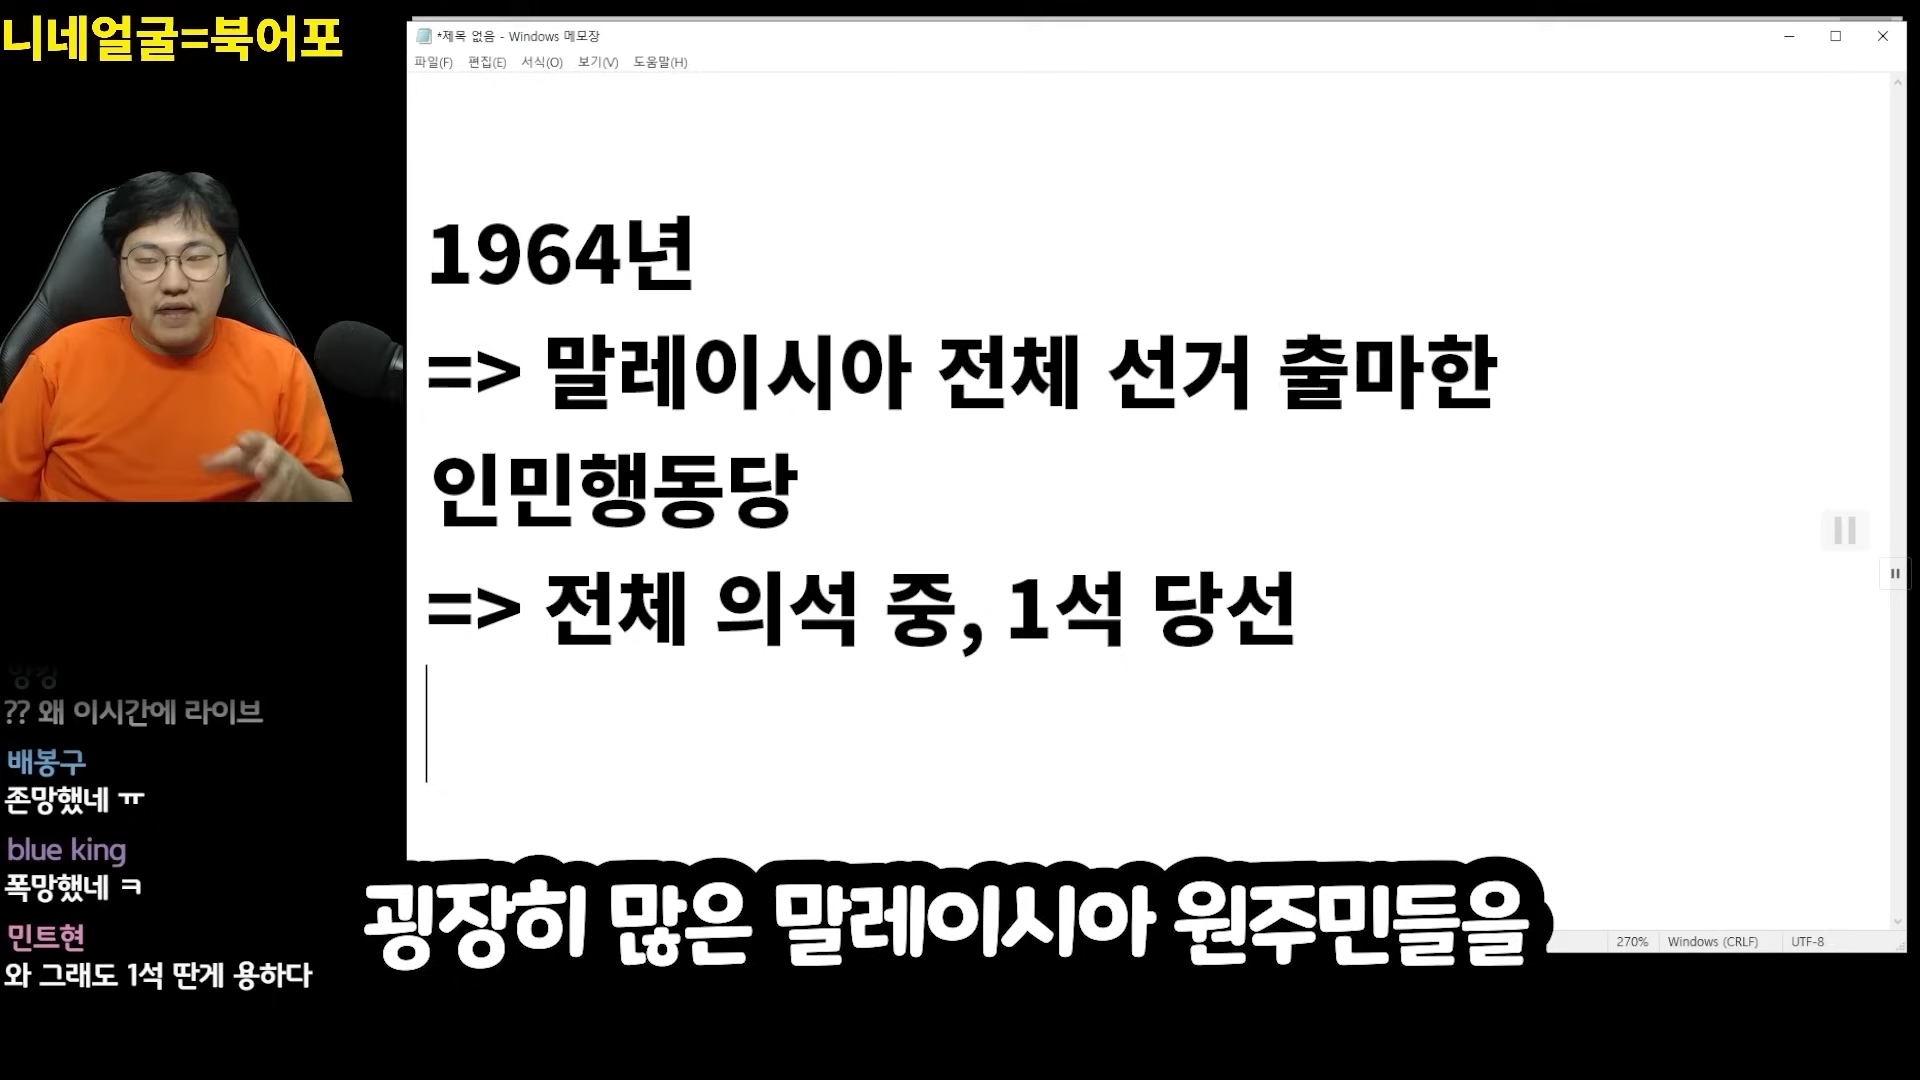 니네얼굴=북어포
*제목 없음 - Windows 메모장
파일(F) 편집(E) 서식(O) 보기(V) 도움말(H)
1964년
=> 말레이시아 전체 선거 출마한
인민행동당
=> 전체 의석 중, 1석 당선
?? 왜 이시간에 라이브
배봉구
존망했네 ㅠ
blue king
폭망했네 ㅋ
민트현
와 그래도 1석 딴게 용하다
굉장히 많은 말레이시아 원주민들을
270% Windows (CRLF) UTF-8